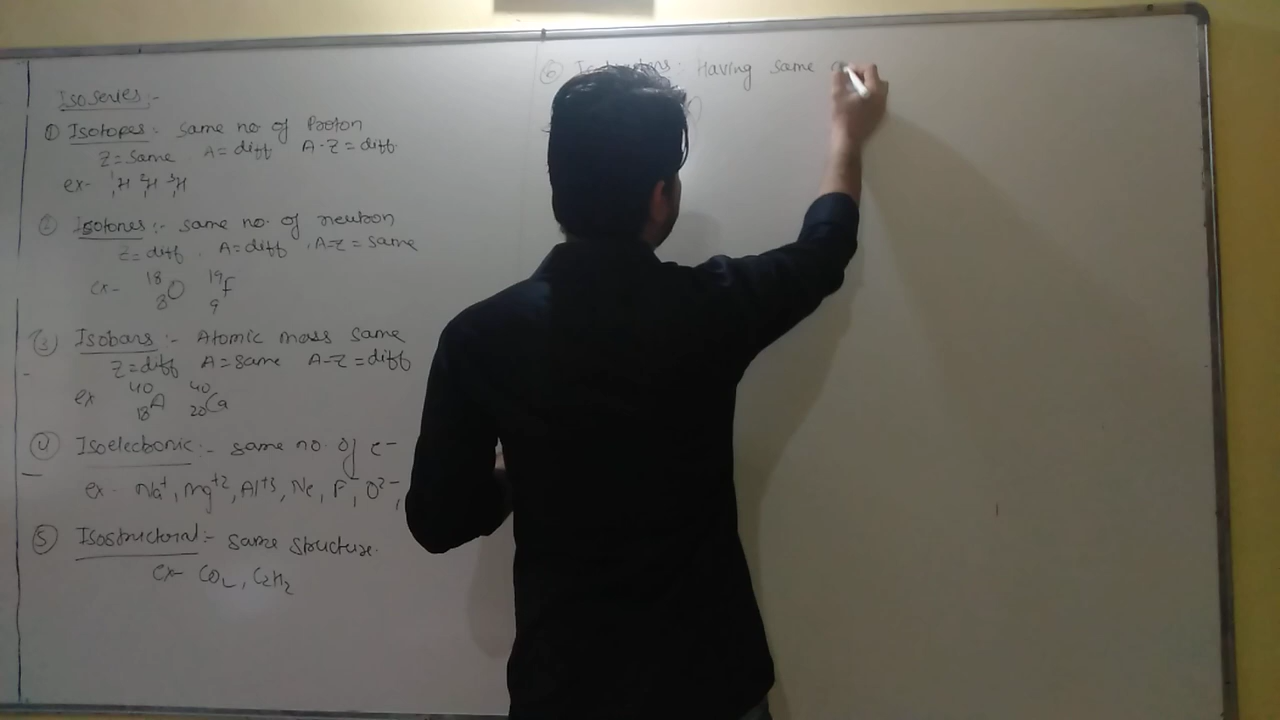 Isoseries:-
① Isotopes: same no of Proton
Z=same A=diff A-Z=diff.
ex- ¹₁H ²₁H ³₁H
② Isotones:- same no. of neutron
Z=diff. A=diff, A-Z=same
ex- ¹⁸₈O ¹⁹₉F
③ Isobars:- Atomic mass same
Z=diff A=same A-Z=diff
ex ⁴⁰₁₈A ⁴⁰₂₀Ca
④ Isoelectronic:- same no. of e-
ex- Na⁺, Mg⁺², Al⁺³, Ne, F⁻, O²⁻,
⑤ Isostructural:- same structure.
ex- CO₂, C₂H₂
⑥ Having same